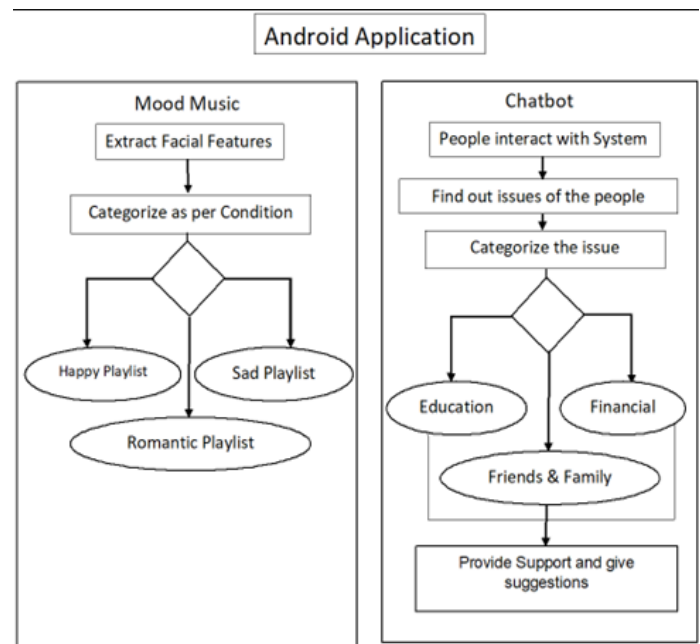 Android Application
Mood Music
Extract Facial Features
Categorize as per Condition
Happy Playlist
Sad Playlist
Romantic Playlist
Chatbot
People interact with System
Find out issues of the people
Categorize the issue
Education
Financial
Friends & Family
Provide Support and give
suggestions